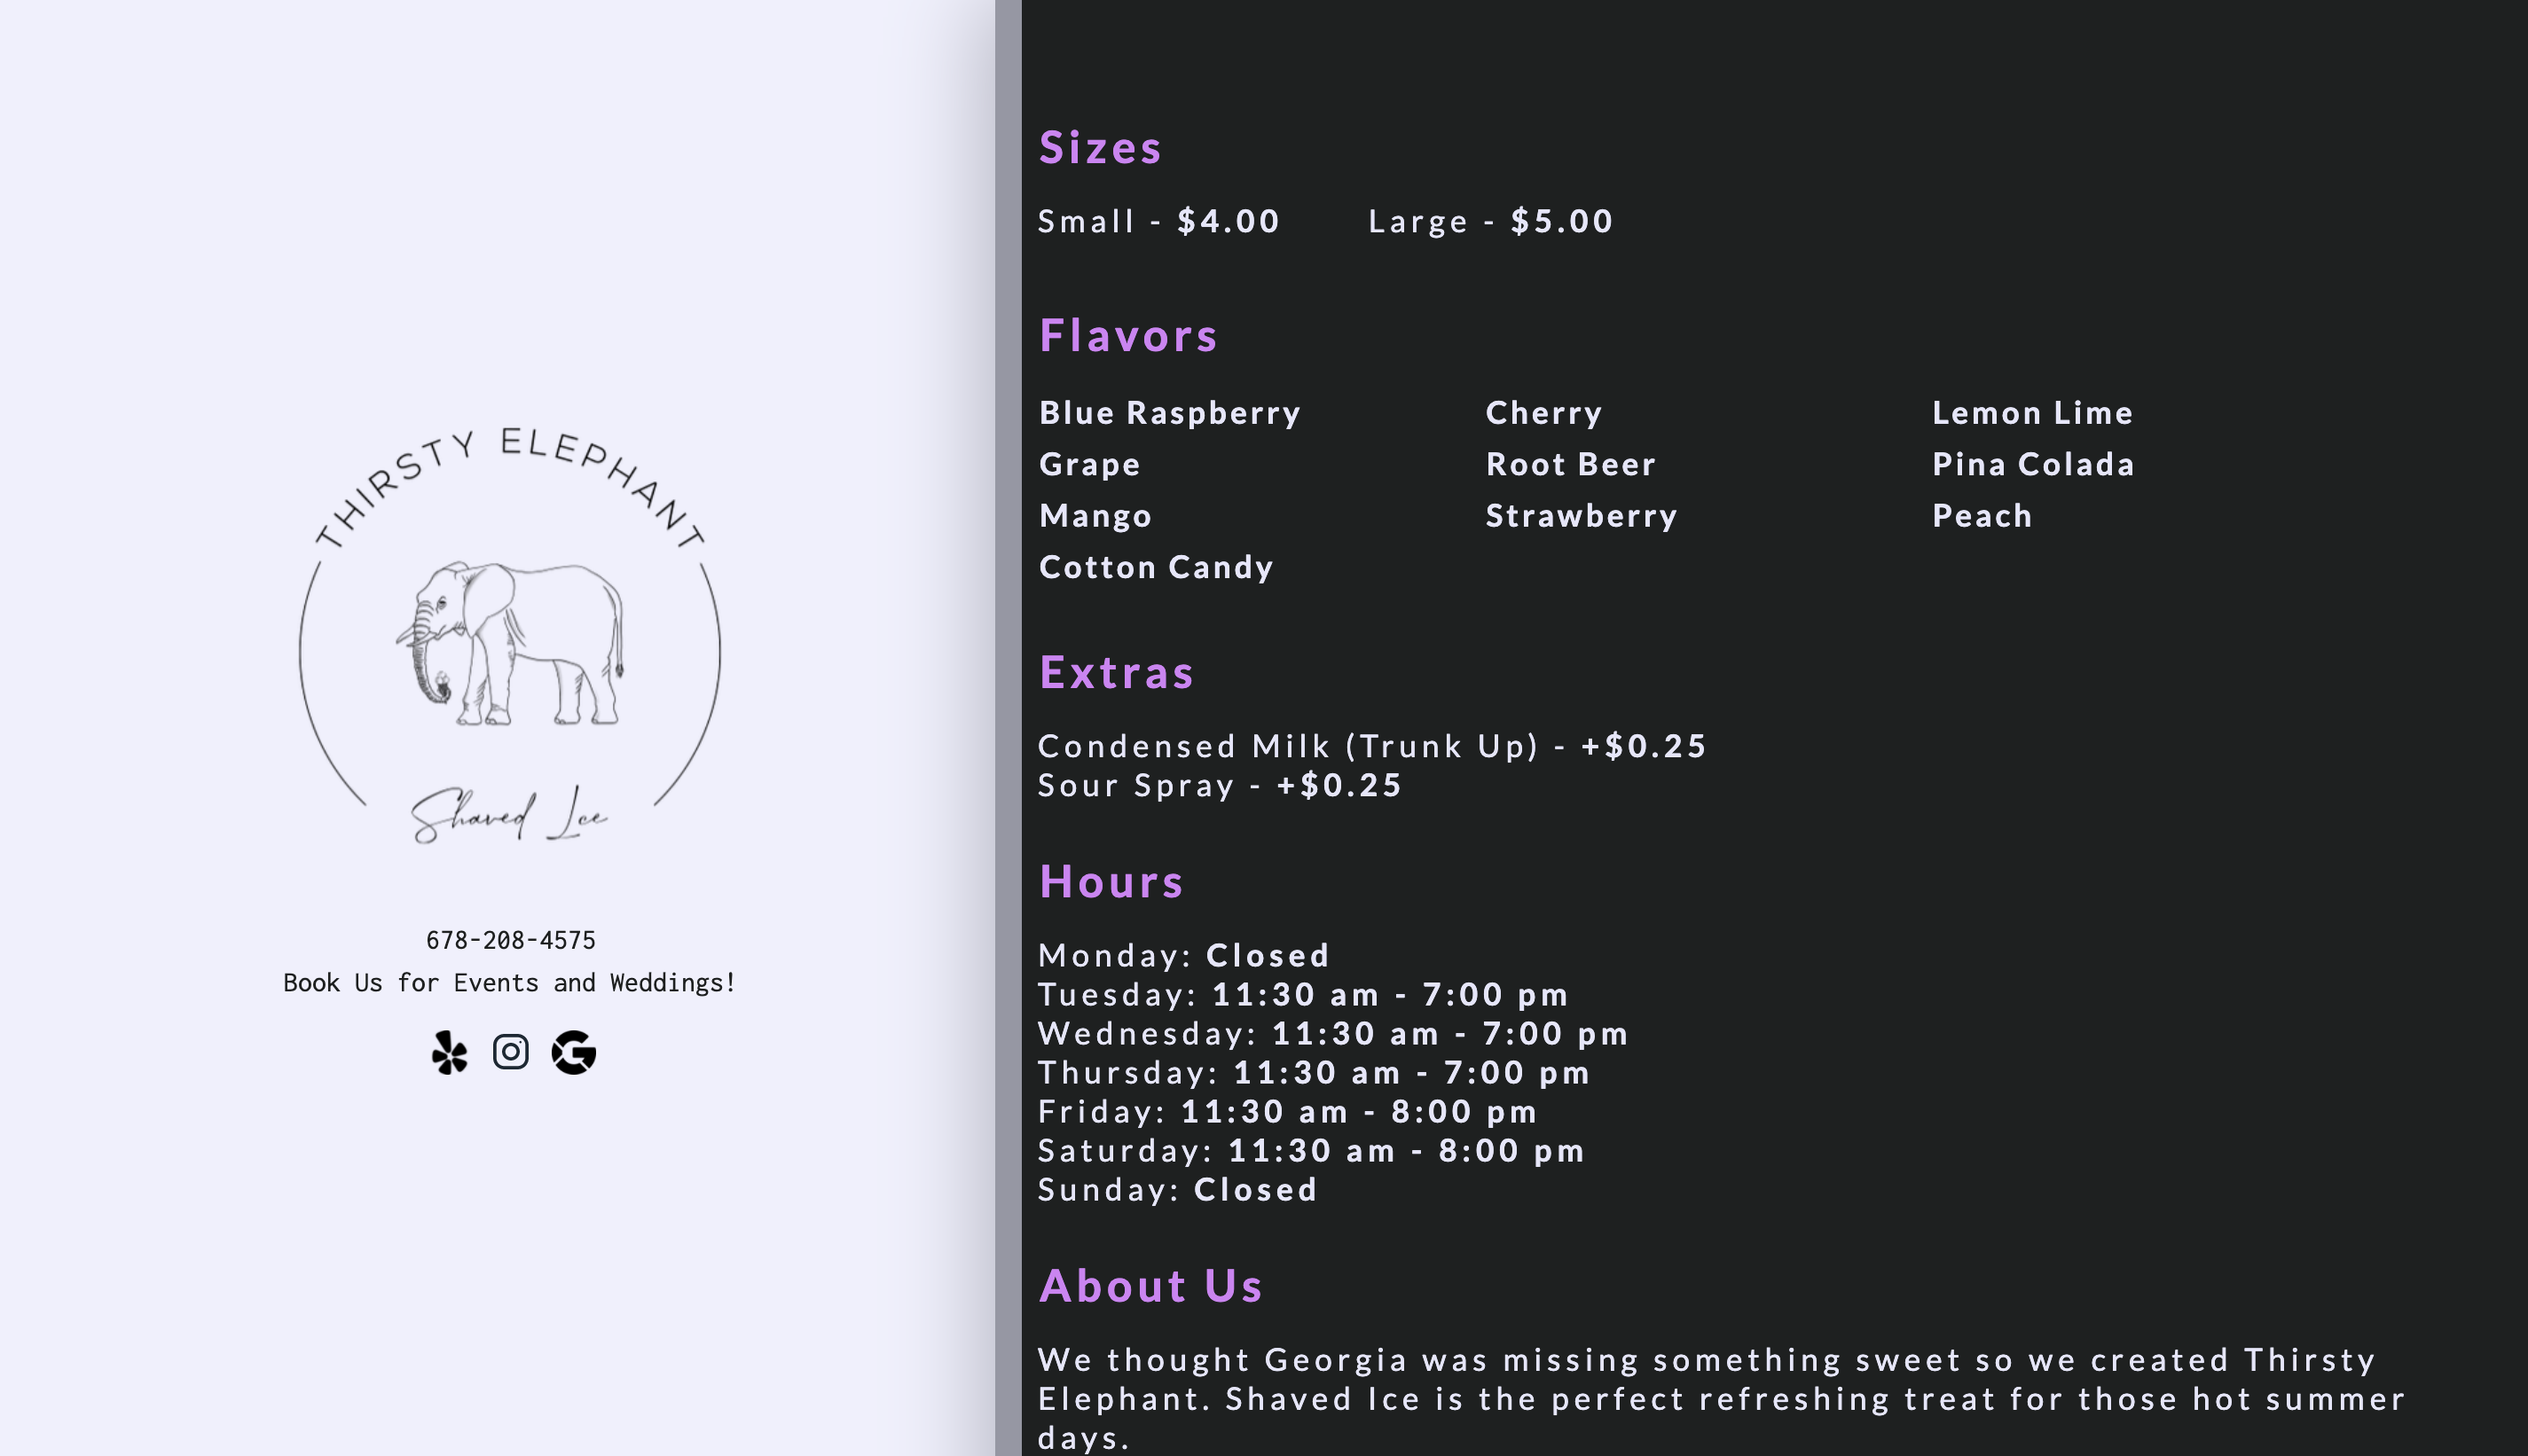 THIRSTY ELEPHANT
Shaved Ice
678-208-4575
Book Us for Events and Weddings!
Sizes
Small - $4.00 Large - $5.00
Flavors
Blue Raspberry Cherry Lemon Lime
Grape Root Beer Pina Colada
Mango Strawberry Peach
Cotton Candy
Extras
Condensed Milk (Trunk Up) - +$0.25
Sour Spray - +$0.25
Hours
Monday: Closed
Tuesday: 11:30 am - 7:00 pm
Wednesday: 11:30 am - 7:00 pm
Thursday: 11:30 am - 7:00 pm
Friday: 11:30 am - 8:00 pm
Saturday: 11:30 am - 8:00 pm
Sunday: Closed
About Us
We thought Georgia was missing something sweet so we created Thirsty
Elephant. Shaved Ice is the perfect refreshing treat for those hot summer
days.